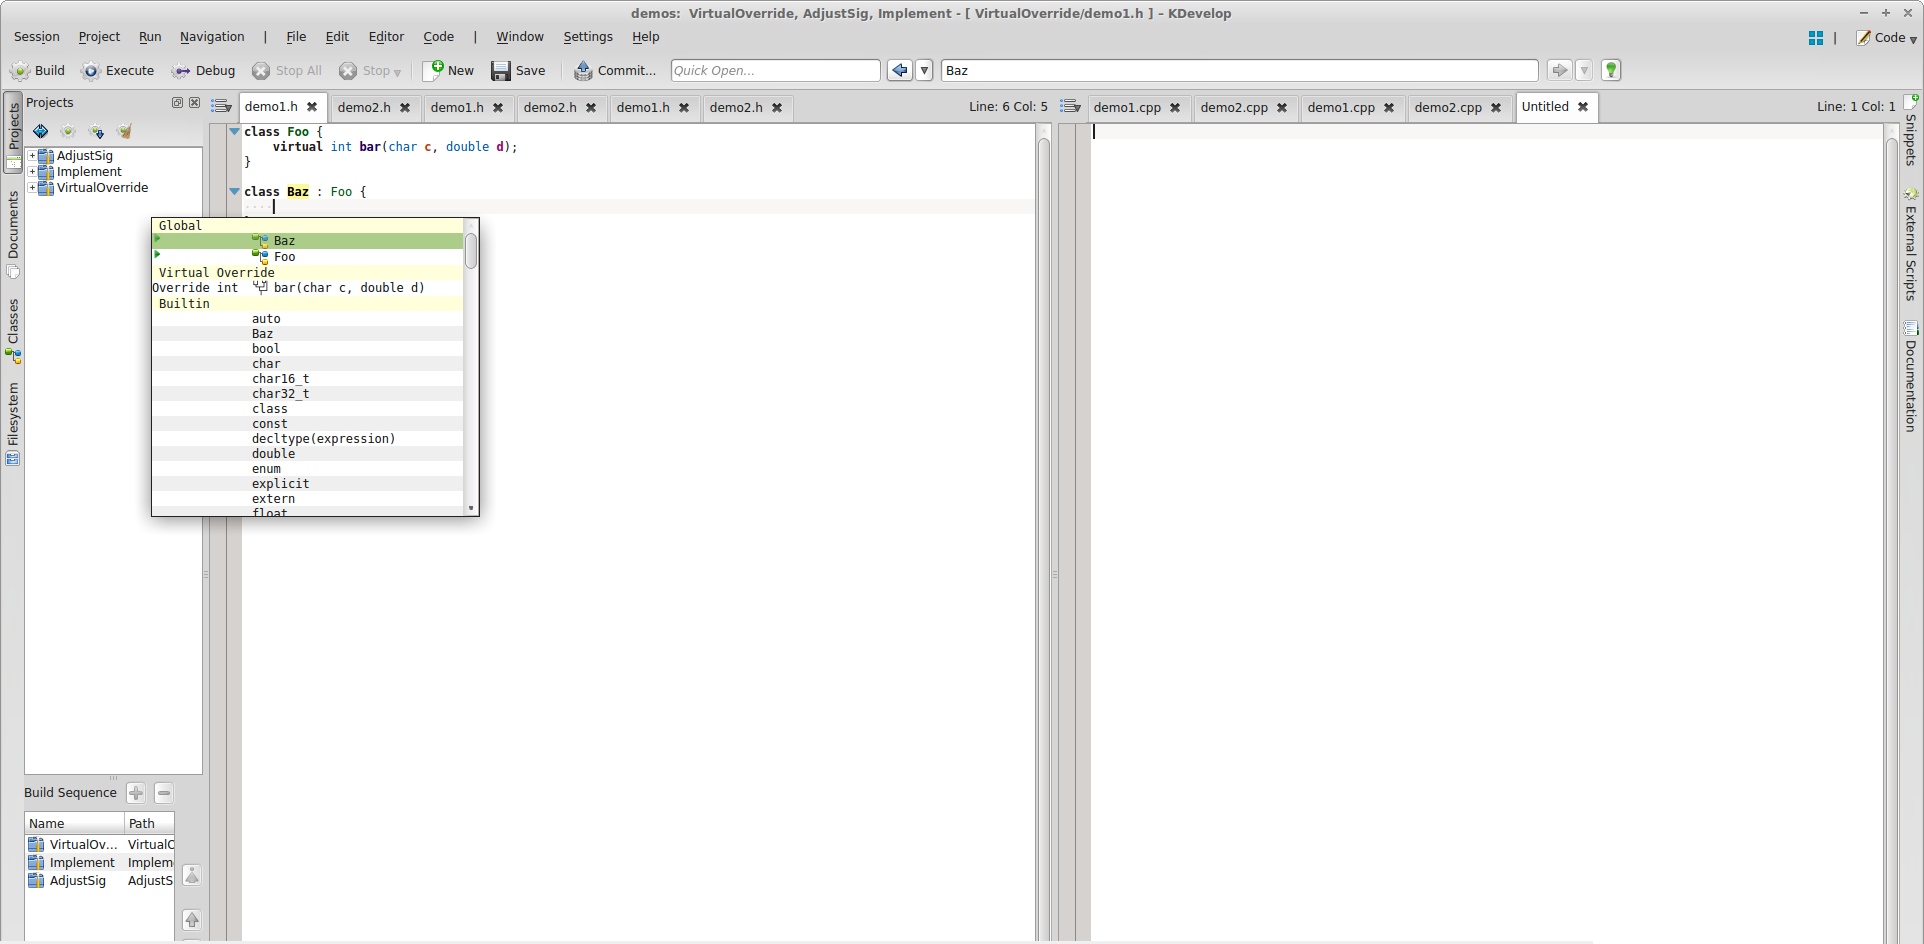 demos:  VirtualOverride, AdjustSig, Implement - [ VirtualOverride/demo1.h ] – KDevelop
Session Project Run Navigation | File Edit Editor Code | Window Settings Help | Code
Build Execute Debug Stop All Stop New Save Commit... Quick Open... Baz
Projects
demo1.h demo2.h demo1.h demo2.h demo1.h demo2.h Line: 6 Col: 5
demo1.cpp demo2.cpp demo1.cpp demo2.cpp Untitled Line: 1 Col: 1
Projects
Documents
Classes
Filesystem
AdjustSig
Implement
VirtualOverride
class Foo {
    virtual int bar(char c, double d);
}
class Baz : Foo {
Global
Baz
Foo
Virtual Override
Override int bar(char c, double d)
Builtin
auto
Baz
bool
char
char16_t
char32_t
class
const
decltype(expression)
double
enum
explicit
extern
float
Build Sequence
Name Path
VirtualOv... VirtualO
Implement Implem
AdjustSig AdjustS
Snippets
External Scripts
Documentation